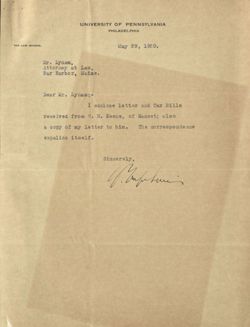 UNIVERSITY OF PENNSYLVANIA
PHILADELPHIA
THE LAW SCHOOL
May 29, 1920.
Mr. Lynam,
Attorney at Law,
Bar Harbor, Maine.
Dear Mr. Lynam:-
I enclose letter and Tax Bills
received from of Manset; also
a copy of my letter to him. The correspondence
explains itself.
Sincerely,